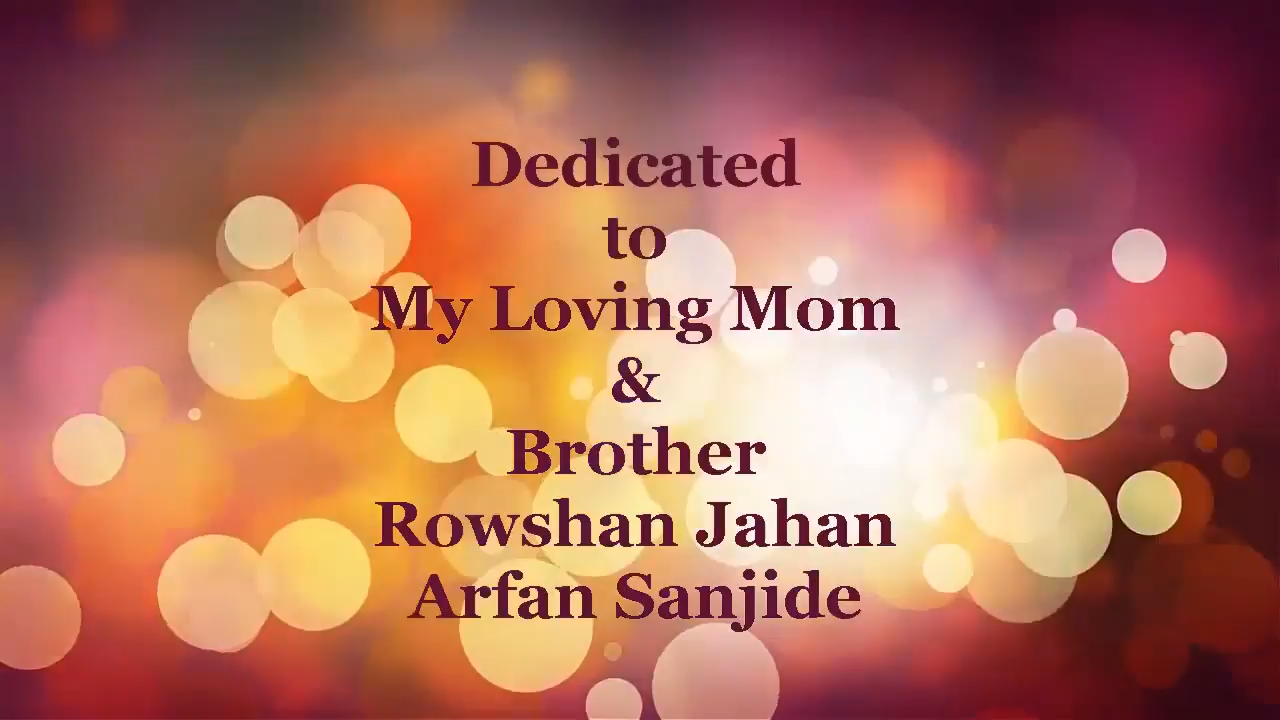 Dedicated
to
My Loving Mom
&
Brother
Rowshan Jahan
Arfan Sanjide